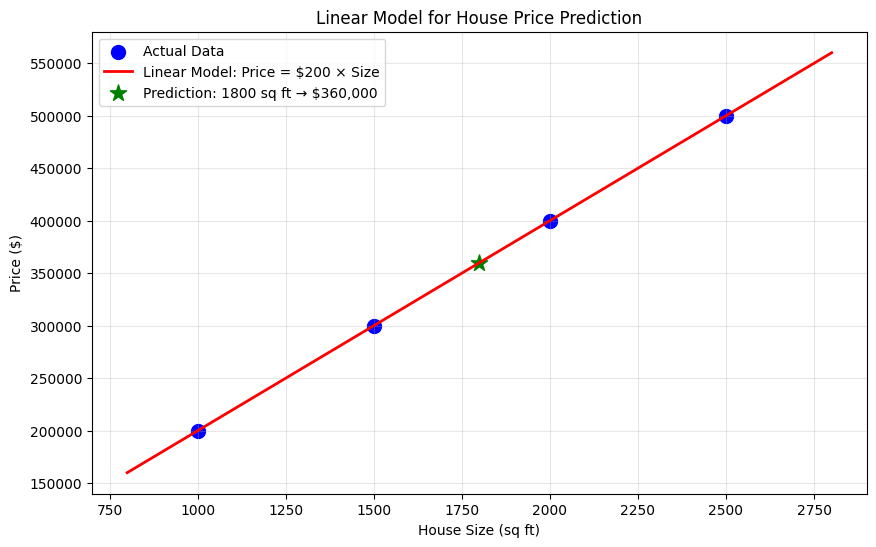 Linear Model for House Price Prediction
Actual Data
Linear Model: Price = $200 × Size
Prediction: 1800 sq ft → $360,000
Price ($)
550000
500000
450000
400000
350000
300000
250000
200000
150000
750 1000 1250 1500 1750 2000 2250 2500 2750
House Size (sq ft)